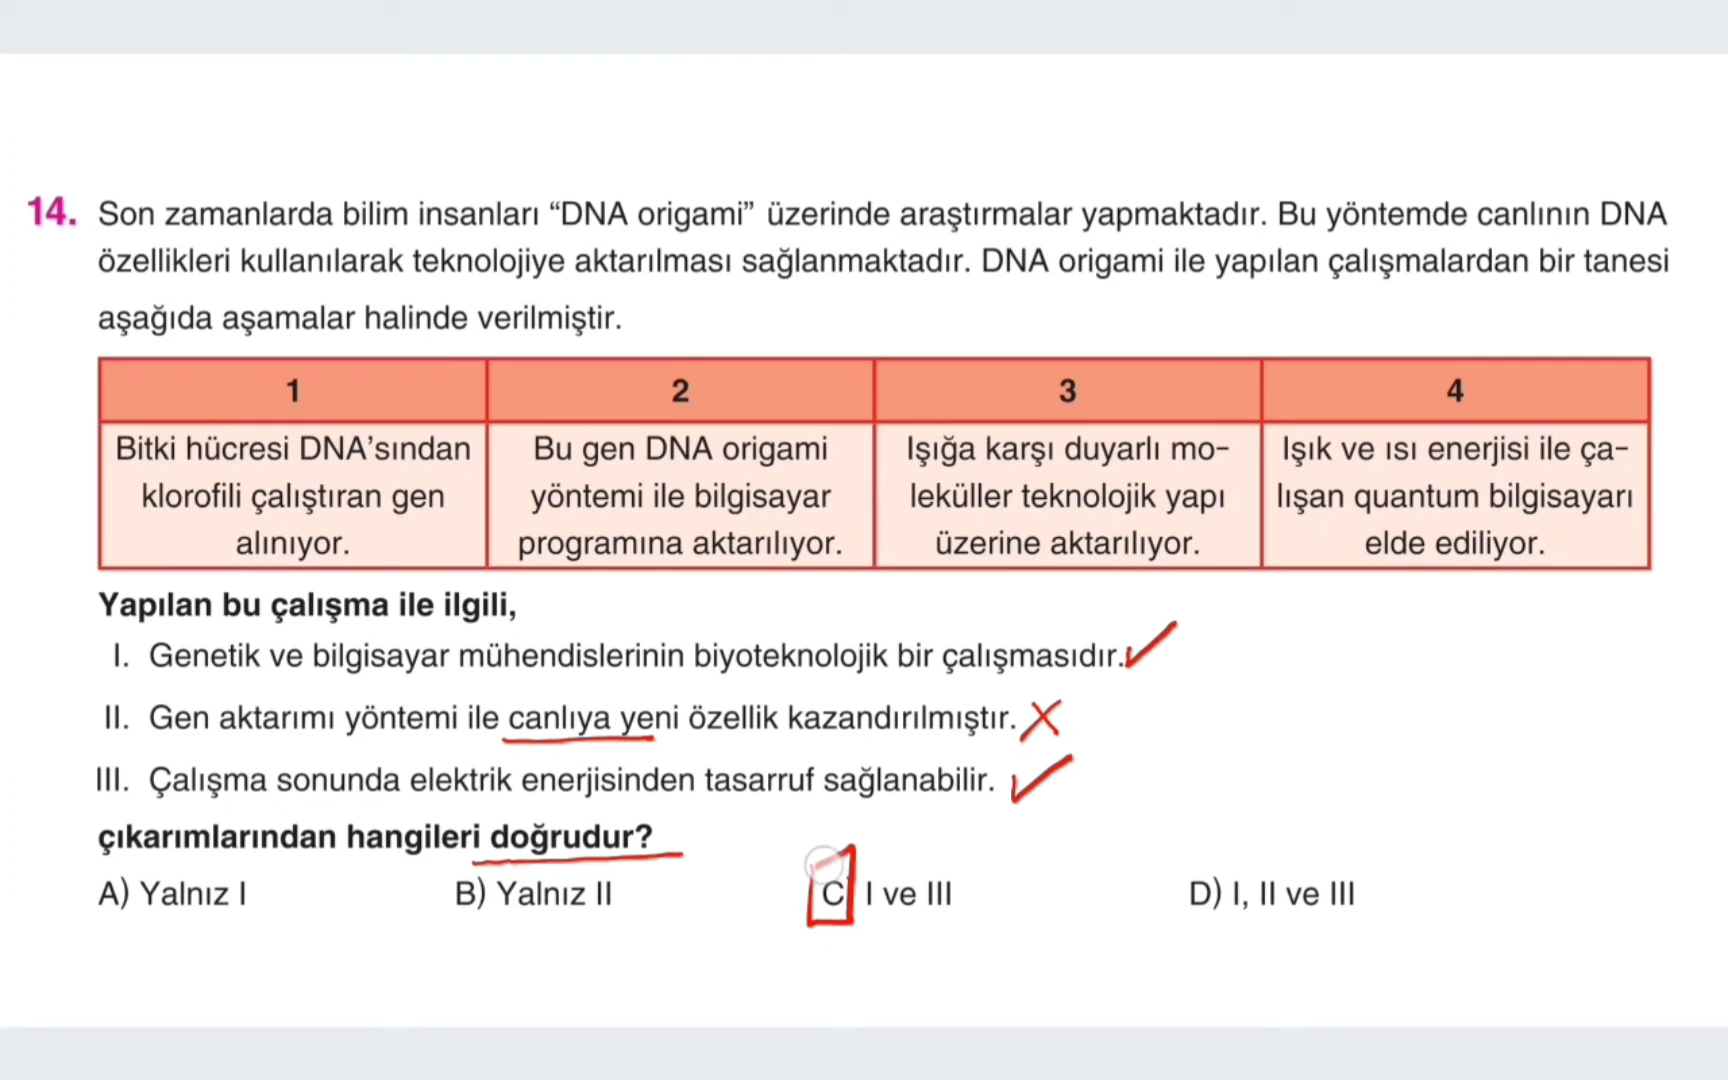 14. Son zamanlarda bilim insanları “DNA origami” üzerinde araştırmalar yapmaktadır. Bu yöntemde canlının DNA
özellikleri kullanılarak teknolojiye aktarılması sağlanmaktadır. DNA origami ile yapılan çalışmalardan bir tanesi
aşağıda aşamalar halinde verilmiştir.
1
Bitki hücresi DNA’sından
klorofili çalıştıran gen
alınıyor.
2
Bu gen DNA origami
yöntemi ile bilgisayar
programına aktarılıyor.
3
Işığa karşı duyarlı mo-
leküller teknolojik yapı
üzerine aktarılıyor.
4
Işık ve ısı enerjisi ile ça-
lışan quantum bilgisayarı
elde ediliyor.
Yapılan bu çalışma ile ilgili,
I. Genetik ve bilgisayar mühendislerinin biyoteknolojik bir çalışmasıdır.
II. Gen aktarımı yöntemi ile canlıya yeni özellik kazandırılmıştır.
III. Çalışma sonunda elektrik enerjisinden tasarruf sağlanabilir.
çıkarımlarından hangileri doğrudur?
A) Yalnız I B) Yalnız II C) I ve III D) I, II ve III